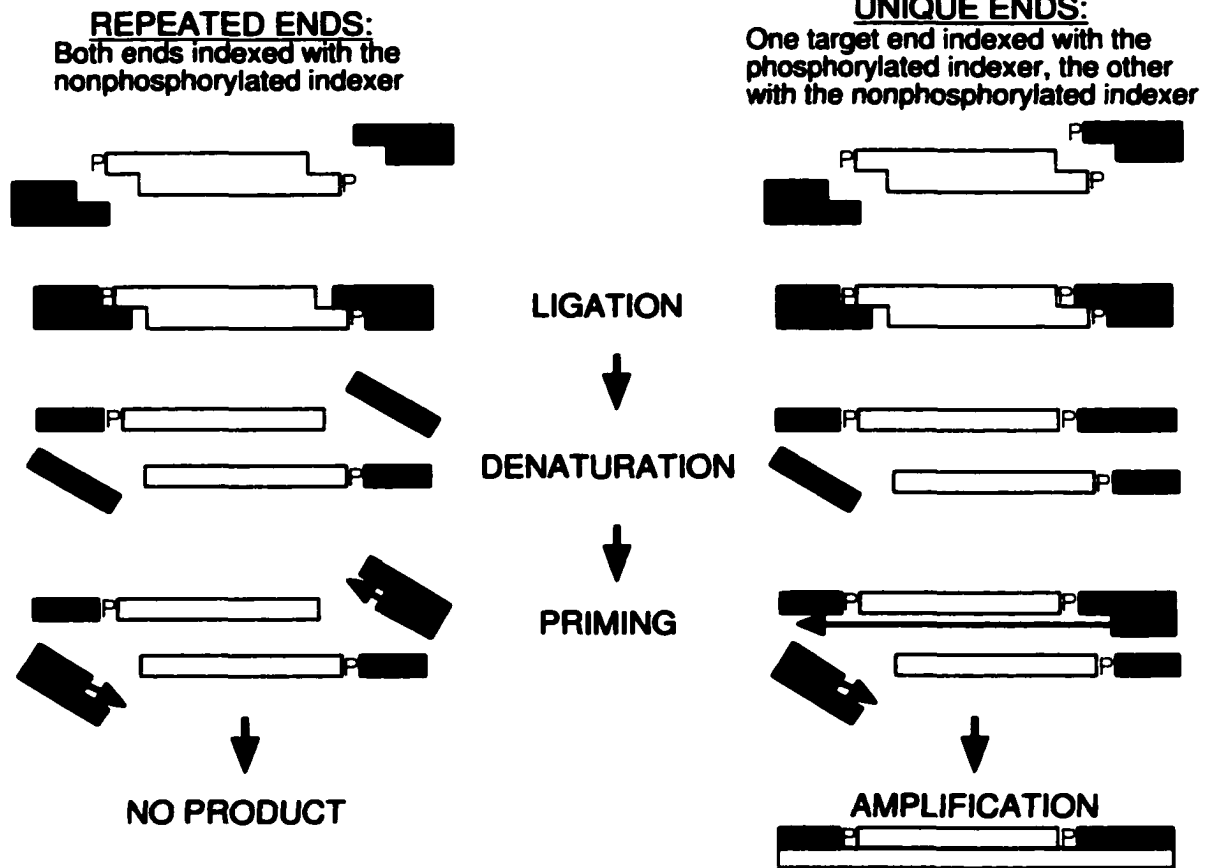 REPEATED ENDS:
Both ends indexed with the
nonphosphorylated indexer
UNIQUE ENDS:
One target end indexed with the
phosphorylated indexer, the other
with the nonphosphorylated indexer
P
P
P
P
P
P
P
LIGATION
P
P
P
P
P
DENATURATION
P
P
P
P
P
PRIMING
P
P
P
P
P
NO PRODUCT
AMPLIFICATION
P
P